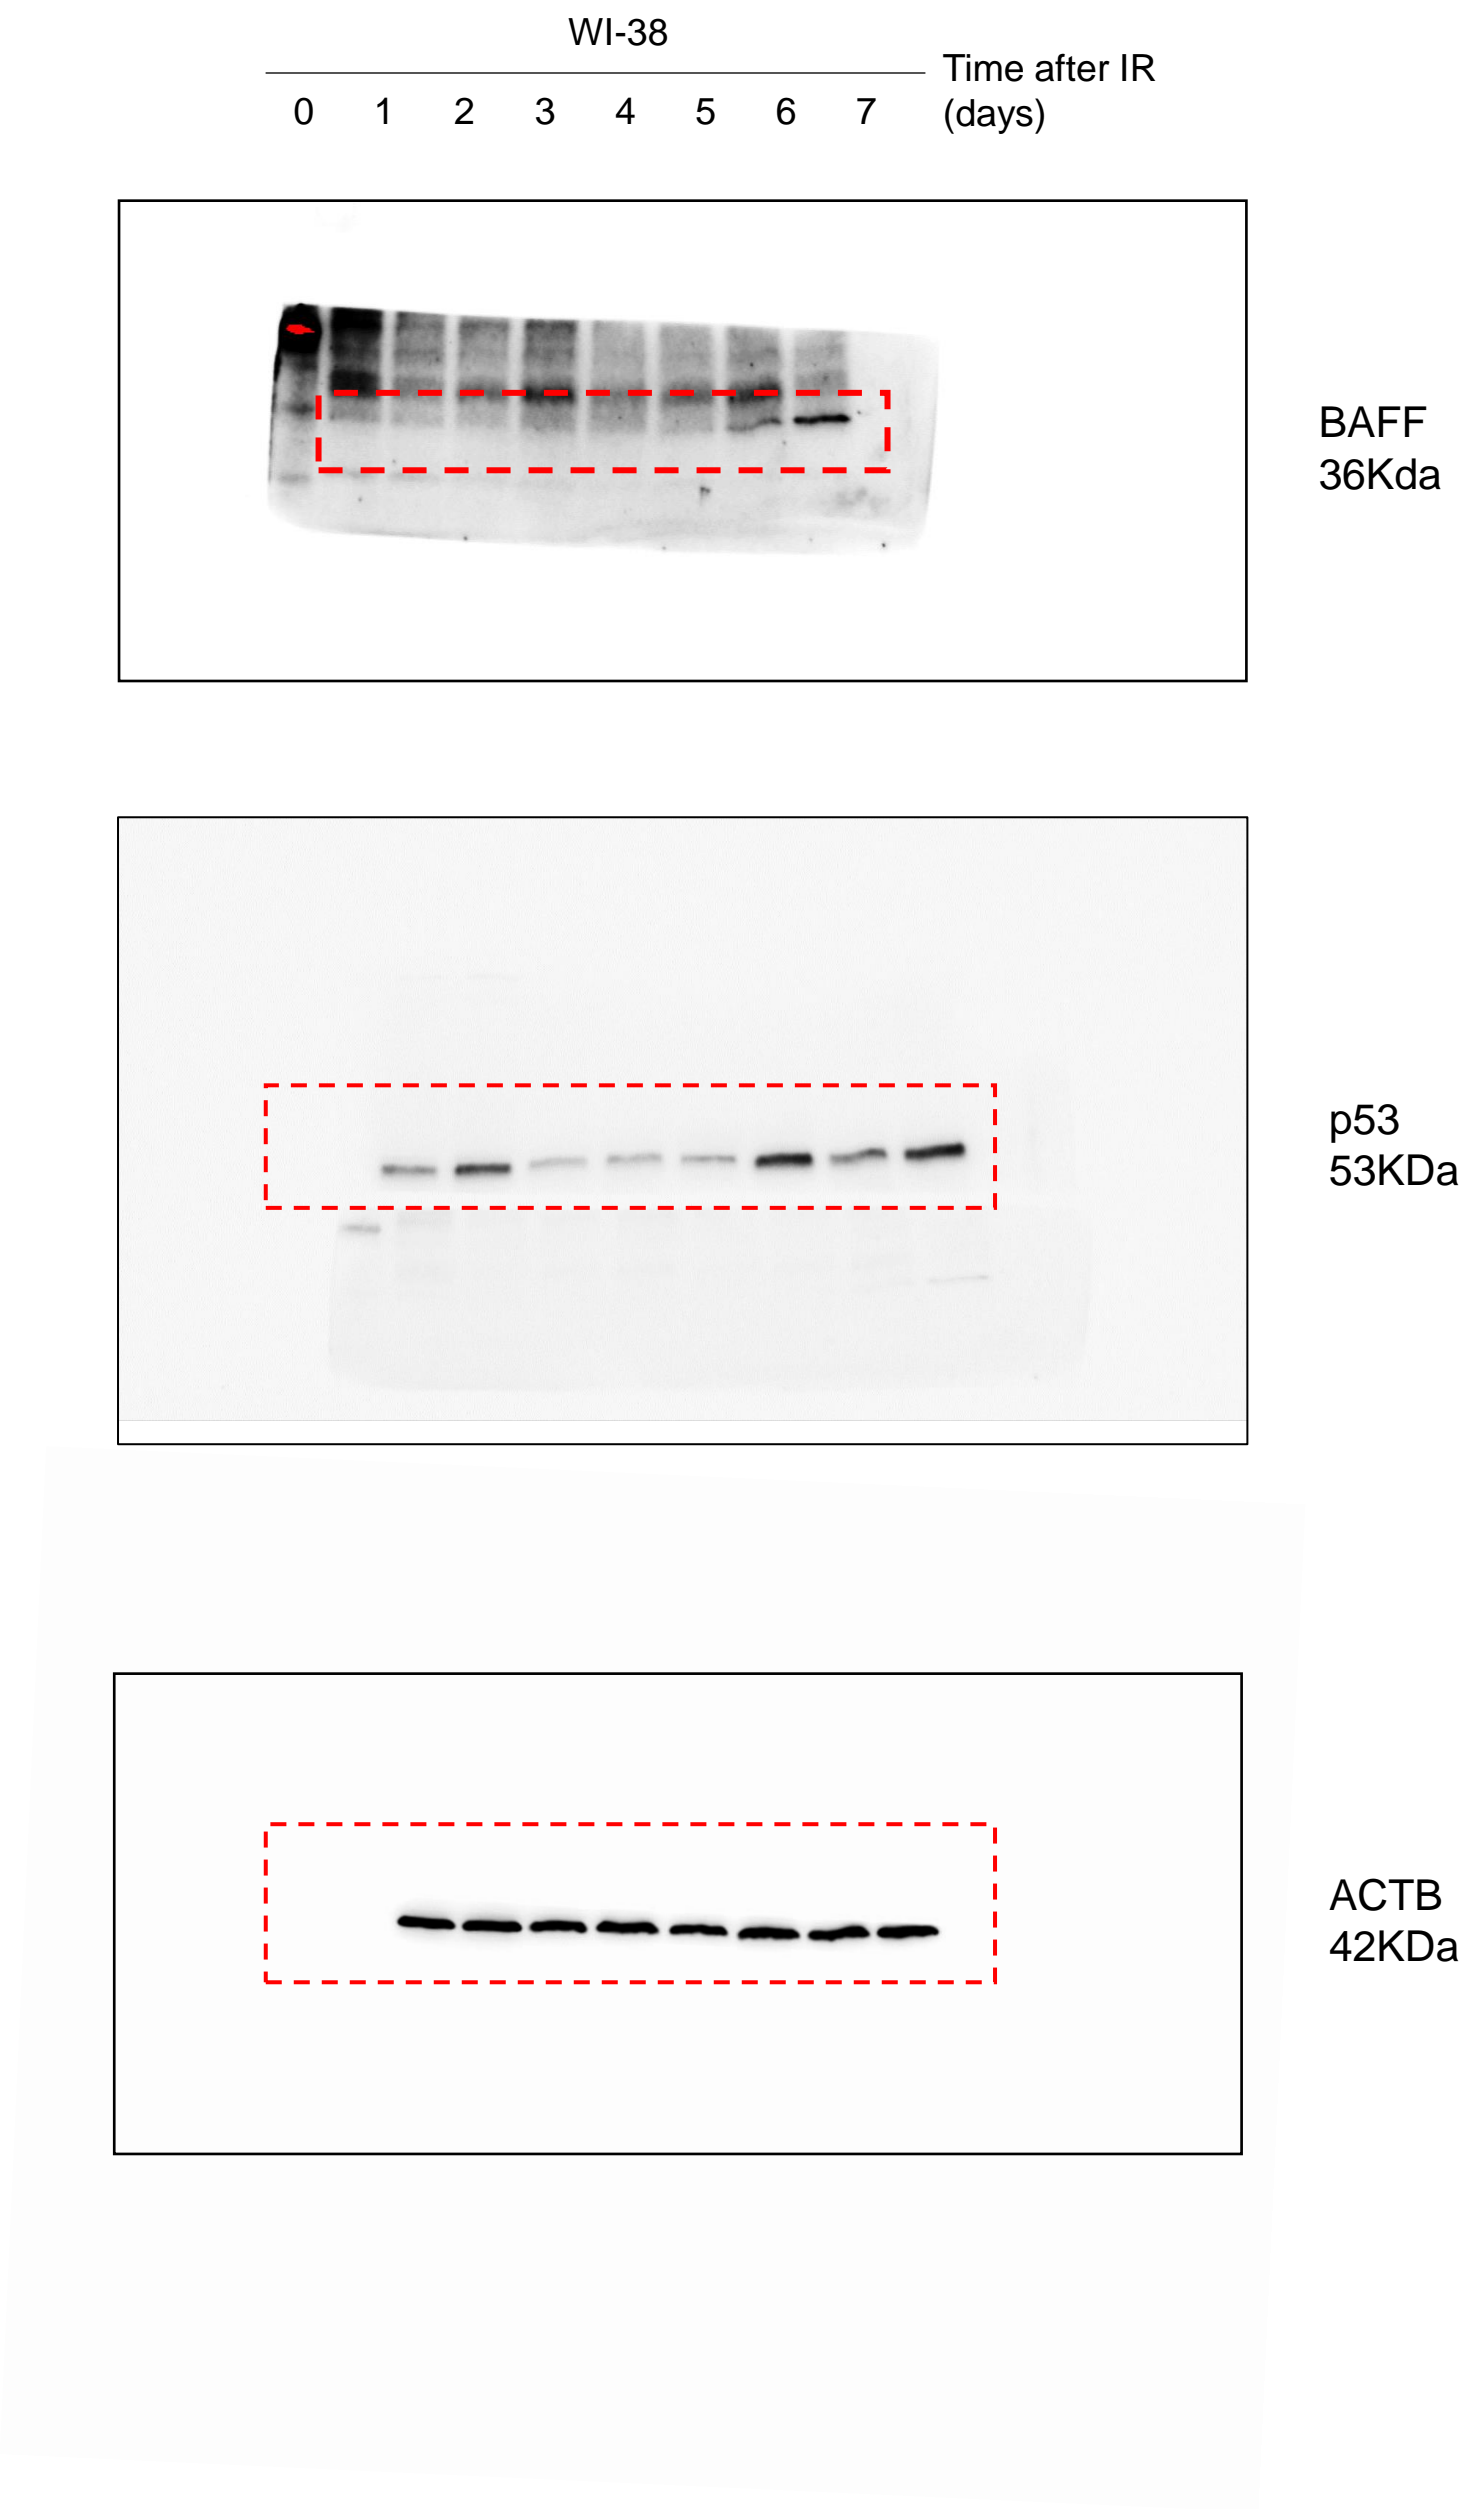 WI-38
Time after IR
(days)
0 1 2 3 4 5 6 7
BAFF
36Kda
p53
53KDa
ACTB
42KDa